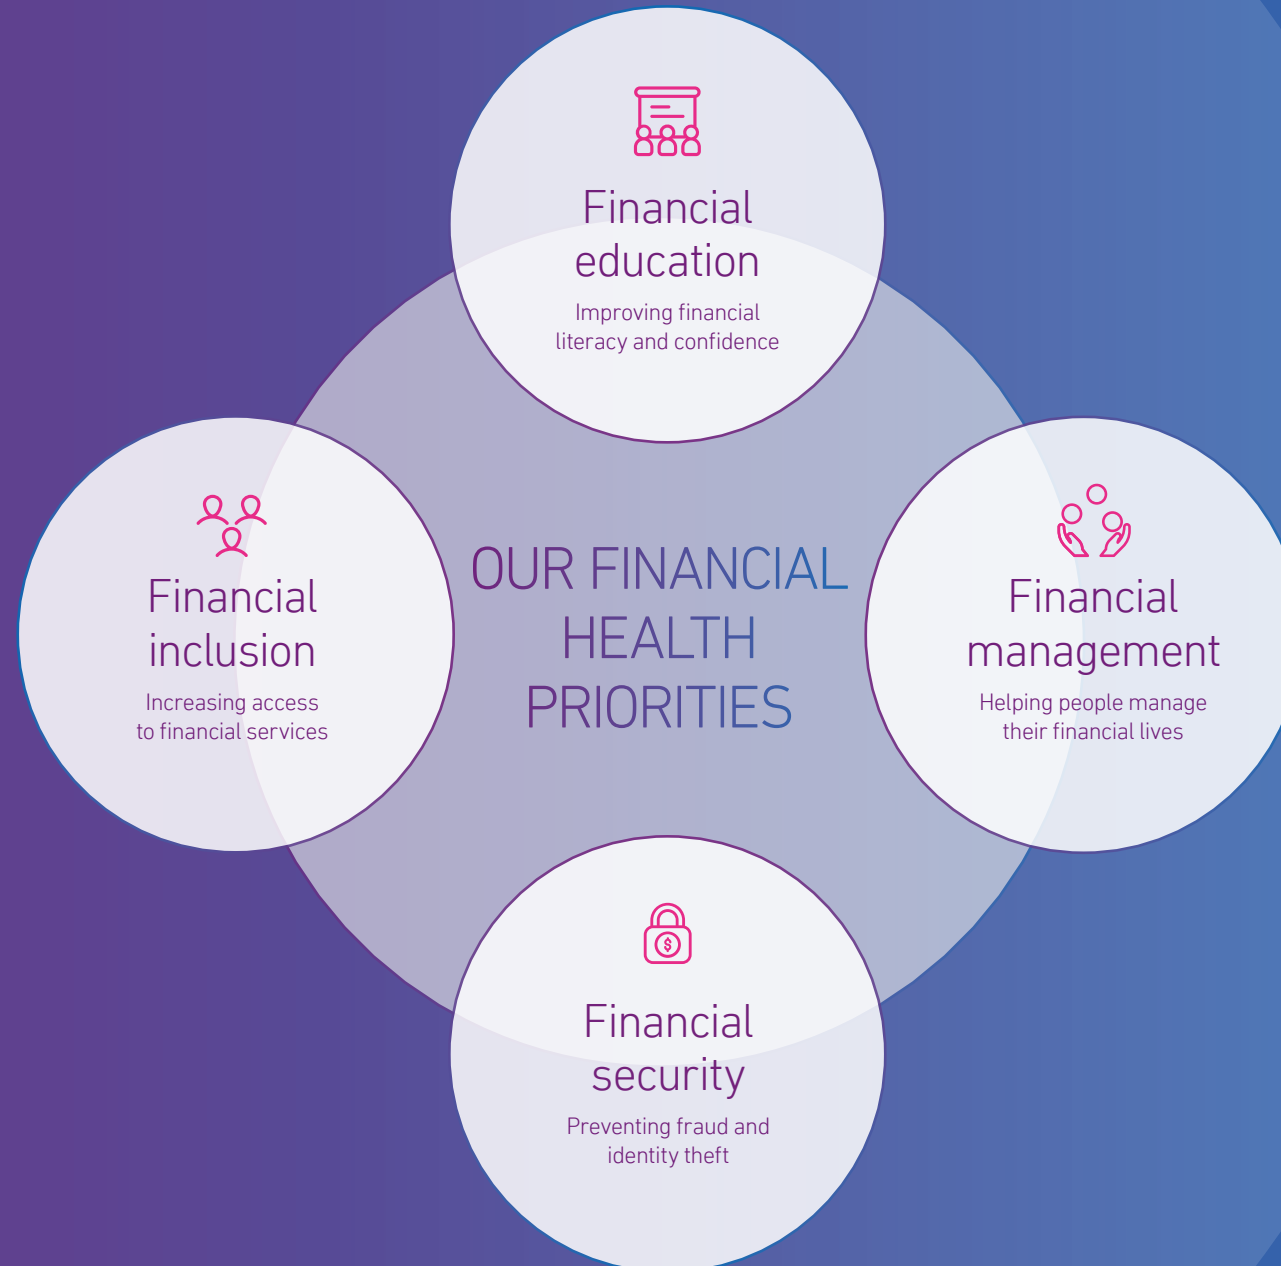 Financial
education
Improving financial
literacy and confidence
Financial
inclusion
Increasing access
to financial services
OUR FINANCIAL
HEALTH
PRIORITIES
Financial
management
Helping people manage
their financial lives
$
Financial
security
Preventing fraud and
identity theft